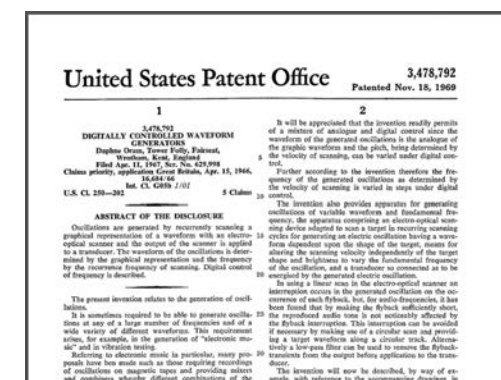 United States Patent Office
3,478,792
Patented Nov. 18, 1969
1
3,478,792
DIGITALLY CONTROLLED WAVEFORM
GENERATORS
Daphne Oram, Tower Folly, Fairseat,
Wrotham, Kent, England
Filed Apr. 11, 1967, Ser. No. 629,998
Claims priority, application Great Britain, Apr. 15, 1966,
16,684/66
Int. Cl. G05b 1/01
U.S. Cl. 250—202 5 Claims
ABSTRACT OF THE DISCLOSURE
Oscillations are generated by recurrently scanning a
graphical representation of a waveform with an electro-
optical scanner and the output of the scanner is applied
to a transducer. The waveform of the oscillations is deter-
mined by the graphical representation and the frequency
by the recurrence frequency of scanning. Digital control
of frequency is described.
The present invention relates to the generation of oscil-
lations.
It is sometimes required to be able to generate oscilla-
tions at any of a large number of frequencies and of a
wide variety of different waveforms. This requirement
arises, for example, in the generation of "electronic mu-
sic" and in vibration testing.
Referring to electronic music in particular, many pro-
posals have been made such as those requiring recordings
of oscillations on magnetic tapes and providing mixers
and combiners whereby different combinations of the
2
It will be appreciated that the invention readily permits
of a mixture of analogue and digital control since the
waveform of the generated oscillations is the analogue of
the graphic waveform and the pitch, being determined by
5 the velocity of scanning, can be varied under digital con-
trol.
Further according to the invention therefore the fre-
quency of the generated oscillations as determined by
the velocity of scanning is varied in steps under digital
10 control.
The invention also provides apparatus for generating
oscillations of variable waveform and fundamental fre-
quency, the apparatus comprising an electro-optical scan-
ning device adapted to scan a target in recurring scanning
15 cycles for generating an electric oscillation having a wave-
form dependent upon the shape of the target, means for
altering the scanning velocity independently of the target
shape and brightness to vary the fundamental frequency
of the oscillation, and a transducer so connected as to be
20 energised by the generated electric oscillation.
In using a linear scan in the electro-optical scanner an
interruption occurs in the generated oscillation on the oc-
currence of each flyback, but, for audio-frequencies, it has
been found that by making the flyback sufficiently short,
25 the reproduced audio tone is not noticeably affected by
the flyback interruption. This interruption can be avoided
if necessary by making use of a circular scan and provid-
ing a target waveform along a circular track. Alterna-
tively a low-pass filter can be used to remove the flyback-
30 transients from the output before application to the trans-
ducer.
The invention will now be described, by way of ex-
ample, with reference to the accompanying drawings in